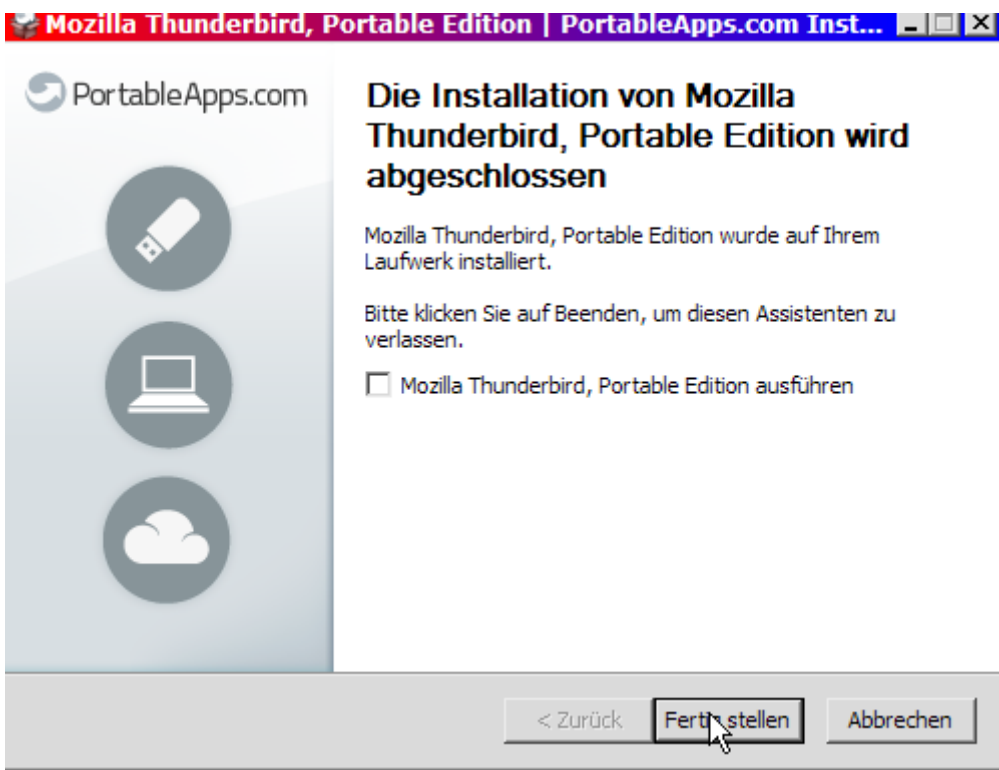 Mozilla Thunderbird, Portable Edition | PortableApps.com Inst...
PortableApps.com
Die Installation von Mozilla
Thunderbird, Portable Edition wird
abgeschlossen
Mozilla Thunderbird, Portable Edition wurde auf Ihrem
Laufwerk installiert.
Bitte klicken Sie auf Beenden, um diesen Assistenten zu
verlassen.
Mozilla Thunderbird, Portable Edition ausführen
< Zurück
Fertig stellen
Abbrechen